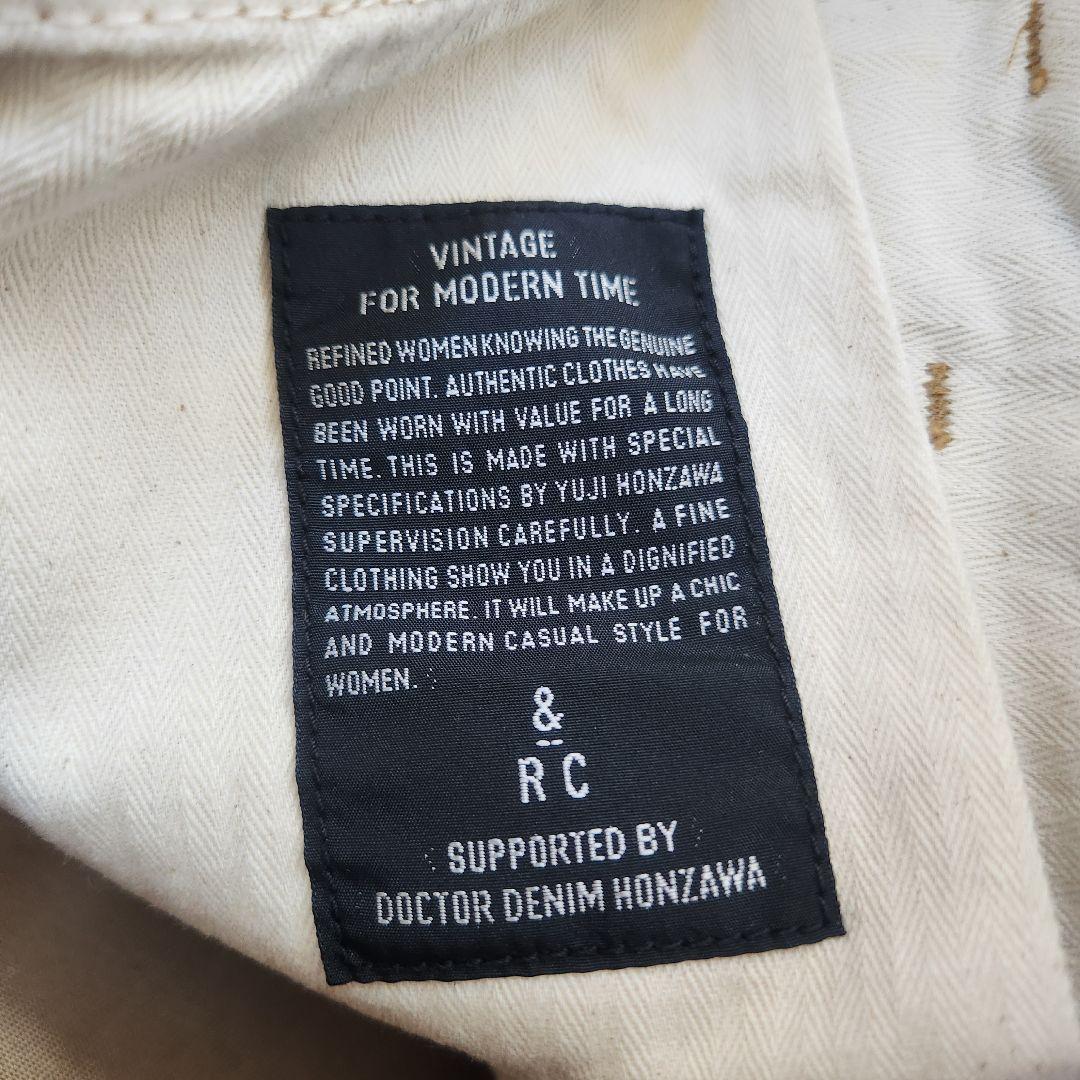 VINTAGE
FOR MODERN TIME
REFINED WOMEN KNOWING THE GENUINE
GOOD POINT. AUTHENTIC CLOTHES HAVE
BEEN WORN WITH VALUE FOR A LONG
TIME. THIS IS MADE WITH SPECIAL
SPECIFICATIONS BY YUJI HONZAWA
SUPERVISION CAREFULLY. A FINE
CLOTHING SHOW YOU IN A DIGNIFIED
ATMOSPHERE. IT WILL MAKE UP A CHIC
AND MODERN CASUAL STYLE FOR
WOMEN.
&
RC
SUPPORTED BY
DOCTOR DENIM HONZAWA